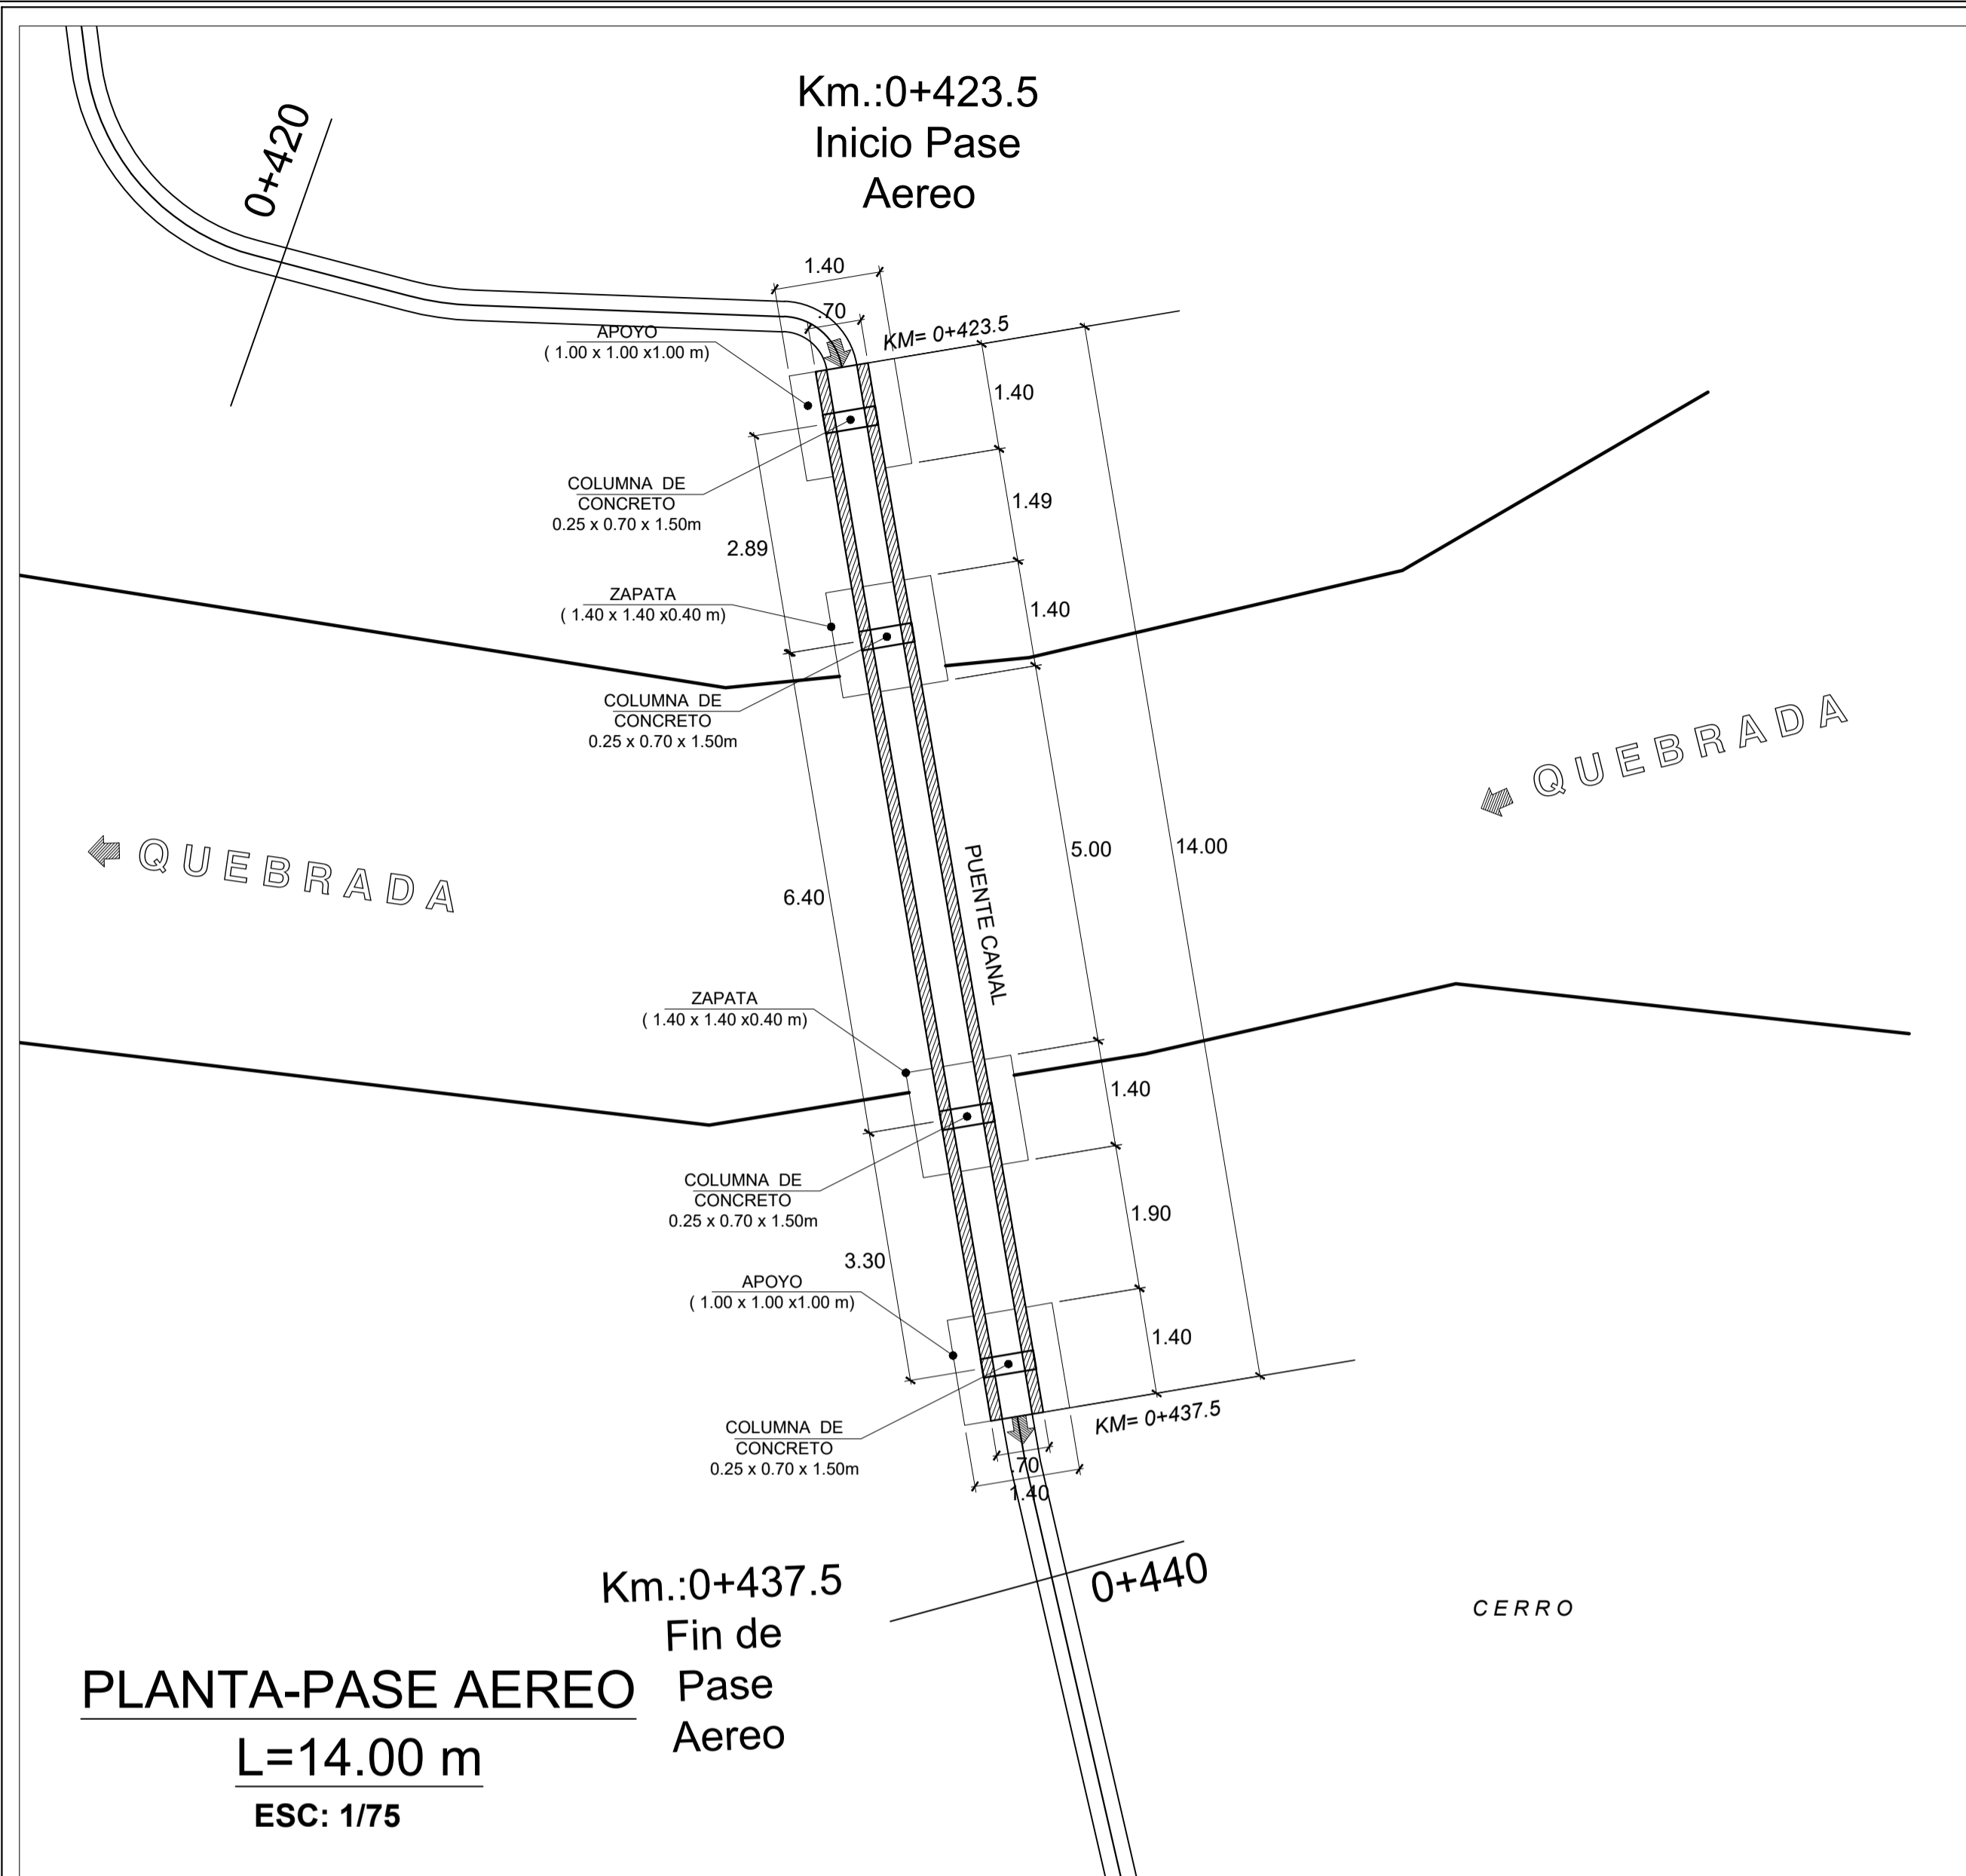 Km.:0+423.5
Inicio Pase
Aereo
0+420
1.40
.70
KM= 0+423.5
APOYO
( 1.00 x 1.00 x1.00 m)
1.40
COLUMNA DE
CONCRETO
0.25 x 0.70 x 1.50m
1.49
2.89
ZAPATA
( 1.40 x 1.40 x0.40 m)
1.40
COLUMNA DE
CONCRETO
0.25 x 0.70 x 1.50m
QUEBRADA
QUEBRADA
5.00
14.00
6.40
PUENTE CANAL
ZAPATA
( 1.40 x 1.40 x0.40 m)
1.40
COLUMNA DE
CONCRETO
0.25 x 0.70 x 1.50m
1.90
3.30
APOYO
( 1.00 x 1.00 x1.00 m)
1.40
KM= 0+437.5
COLUMNA DE
CONCRETO
0.25 x 0.70 x 1.50m
.70
1.40
0+440
Km.:0+437.5
Fin de
Pase
Aereo
CERRO
PLANTA-PASE AEREO
L=14.00 m
ESC: 1/75